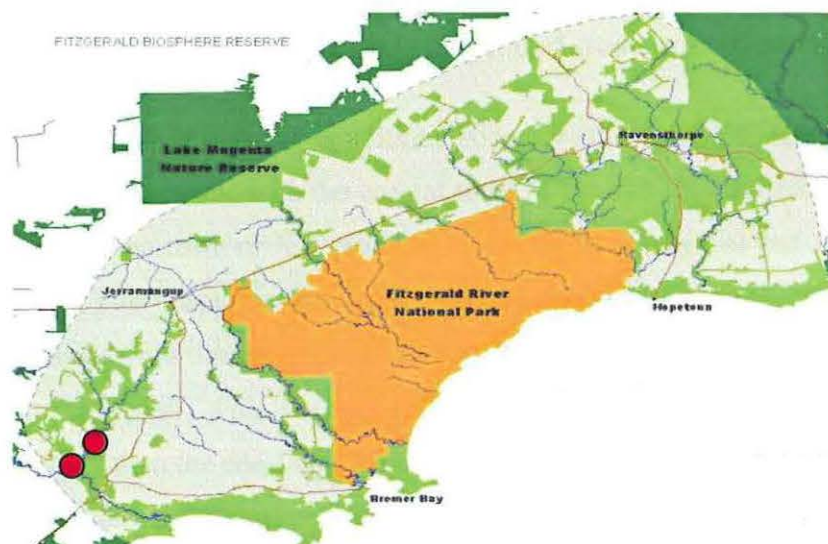 FITZGERALD BIOSPHERE RESERVE
Ravensthorpe
Lake Magenta
Nature Reserve
Jerramungup
Fitzgerald River
National Park
Hopetoun
Bremer Bay